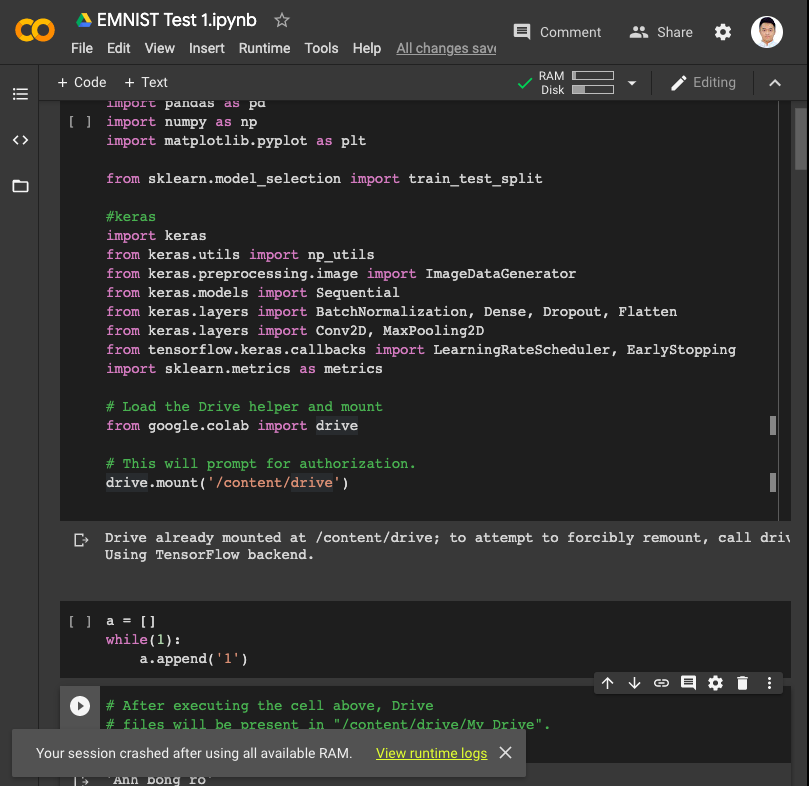 EMNIST Test 1.ipynb
Comment
Share
File Edit View Insert Runtime Tools Help All changes save
+ Code + Text
RAM
Disk
Editing
import pandas as pd
[ ] import numpy as np
import matplotlib.pyplot as plt
from sklearn.model_selection import train_test_split
#keras
import keras
from keras.utils import np_utils
from keras.preprocessing.image import ImageDataGenerator
from keras.models import Sequential
from keras.layers import BatchNormalization, Dense, Dropout, Flatten
from keras.layers import Conv2D, MaxPooling2D
from tensorflow.keras.callbacks import LearningRateScheduler, EarlyStopping
import sklearn.metrics as metrics
# Load the Drive helper and mount
from google.colab import drive
# This will prompt for authorization.
drive.mount('/content/drive')
Drive already mounted at /content/drive; to attempt to forcibly remount, call driv
Using TensorFlow backend.
[ ] a = []
while(1):
a.append('1')
# After executing the cell above, Drive
# files will be present in "/content/drive/My Drive".
Your session crashed after using all available RAM. View runtime logs